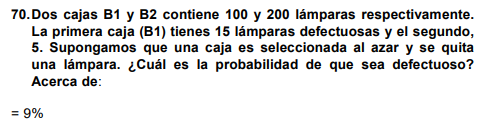 70.Dos cajas B1 y B2 contiene 100 y 200 lámparas respectivamente.
La primera caja (B1) tienes 15 lámparas defectuosas y el segundo,
5. Supongamos que una caja es seleccionada al azar y se quita
una lámpara. ¿Cuál es la probabilidad de que sea defectuoso?
Acerca de:
= 9%